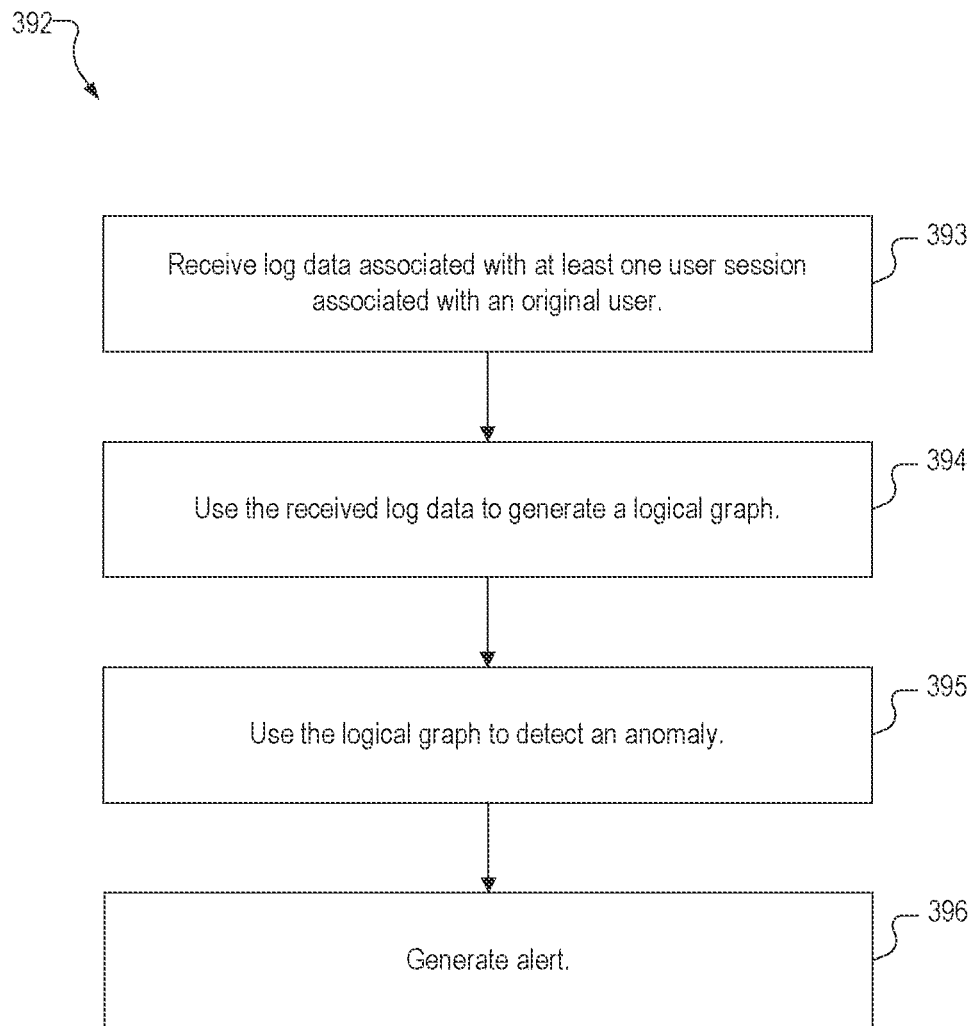 392
393
Receive log data associated with at least one user session
associated with an original user.
394
Use the received log data to generate a logical graph.
395
Use the logical graph to detect an anomaly.
396
Generate alert.